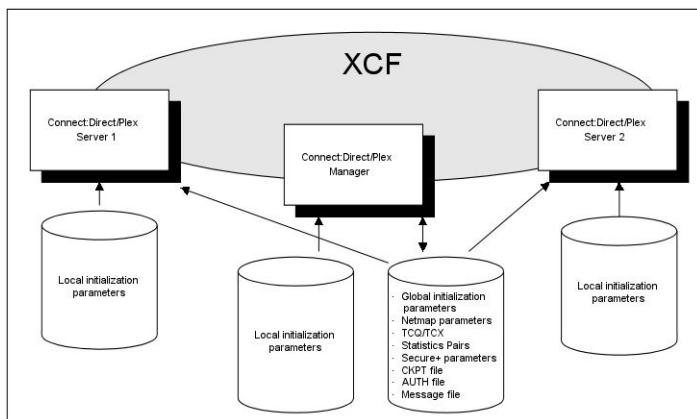 XCF
Connect:Direct/Plex
Server 1
Connect:Direct/Plex
Manager
Connect:Direct/Plex
Server 2
Local initialization
parameters
Local initialization
parameters
· Global initialization
parameters
· Netmap parameters
· TCQ/TCX
· Statistics Pairs
· Secure+ parameters
· CKPT file
· AUTH file
· Message file
Local initialization
parameters